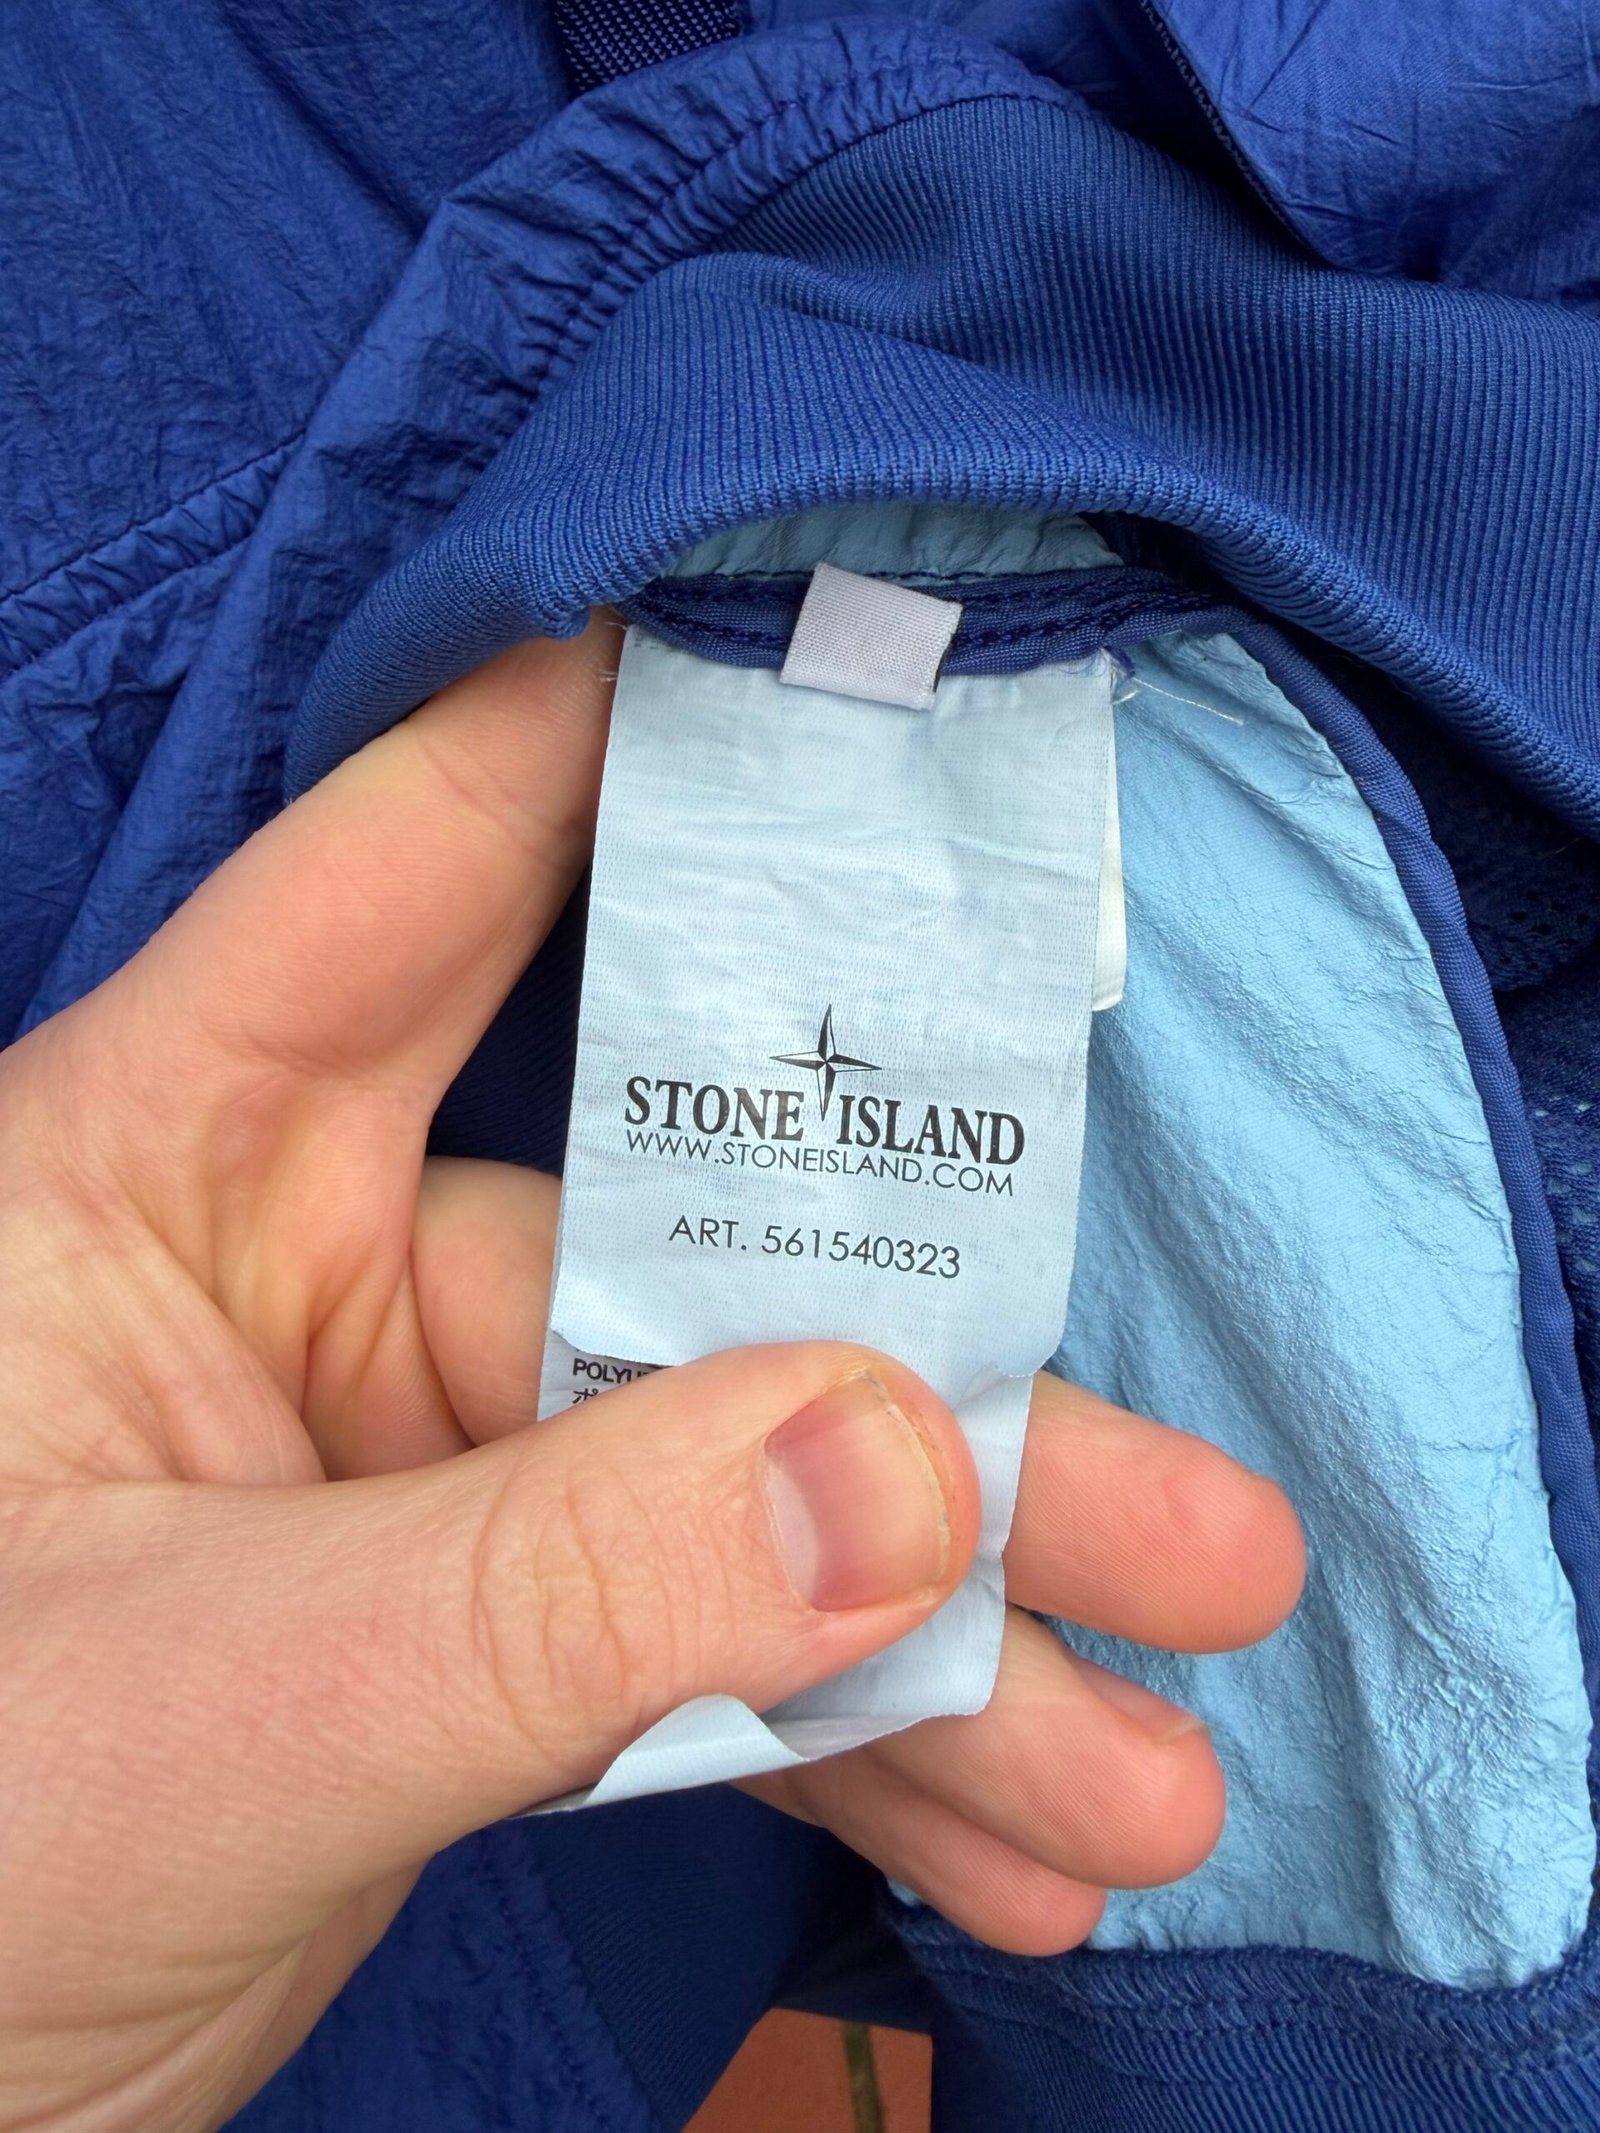 STONE ISLAND
WWW.STONEISLAND.COM
ART. 561540323